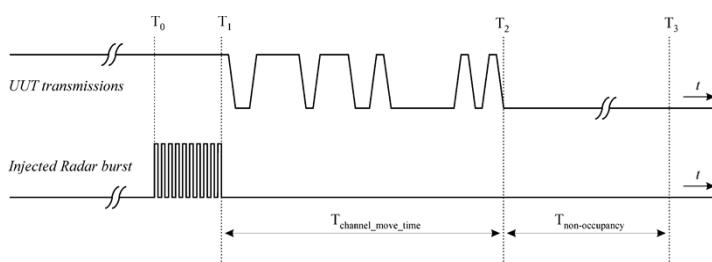 T0 T1 T2 T3
UUT transmissions
t
Injected Radar burst
t
Tchannel_move_time Tnon-occupancy